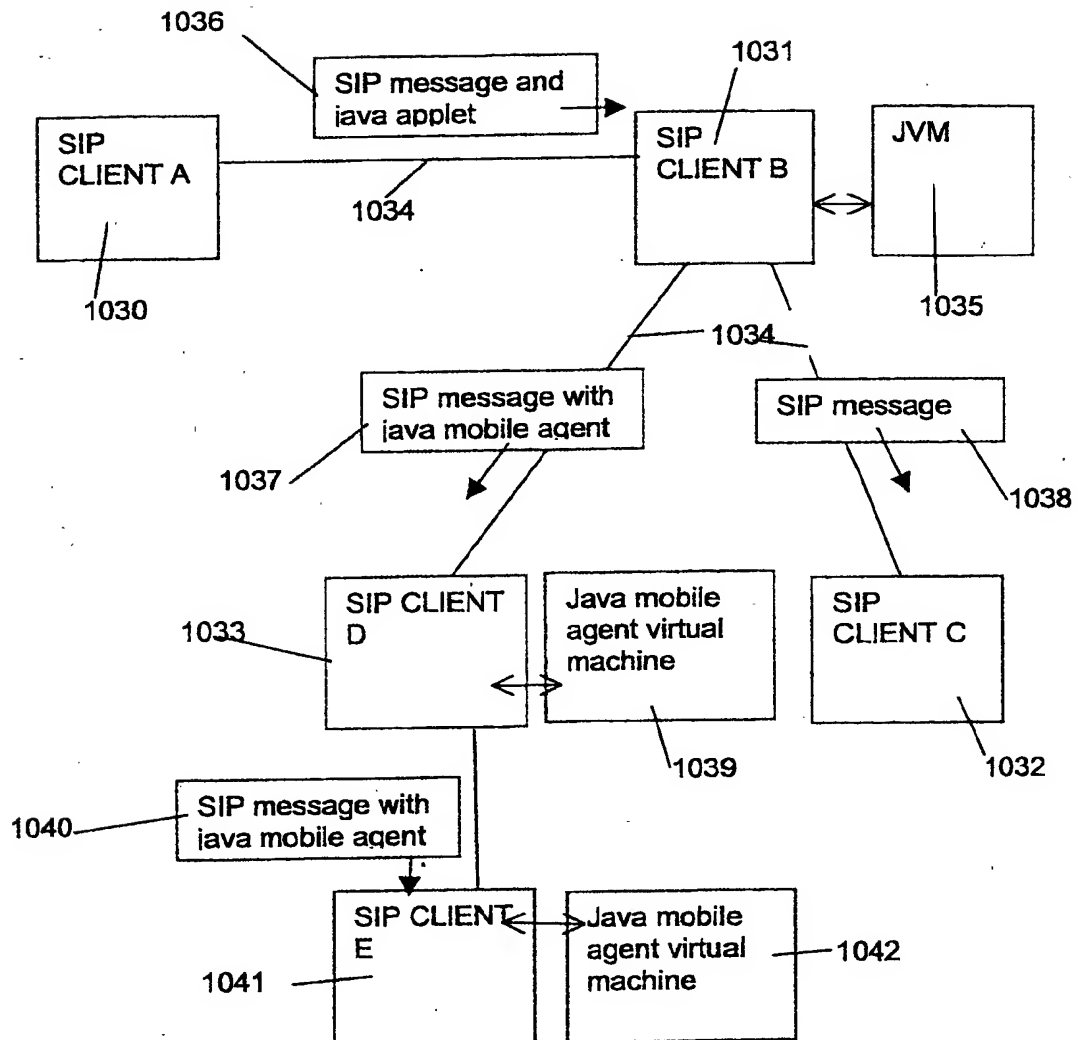 1036
SIP message and
java applet
1031
SIP
CLIENT A
SIP
CLIENT B
JVM
1034
1030
1035
1034
SIP message with
java mobile agent
SIP message
1037
1038
SIP CLIENT
D
Java mobile
agent virtual
machine
SIP
CLIENT C
1033
1039
1032
SIP message with
java mobile agent
1040
SIP CLIENT
E
Java mobile
agent virtual
machine
1042
1041